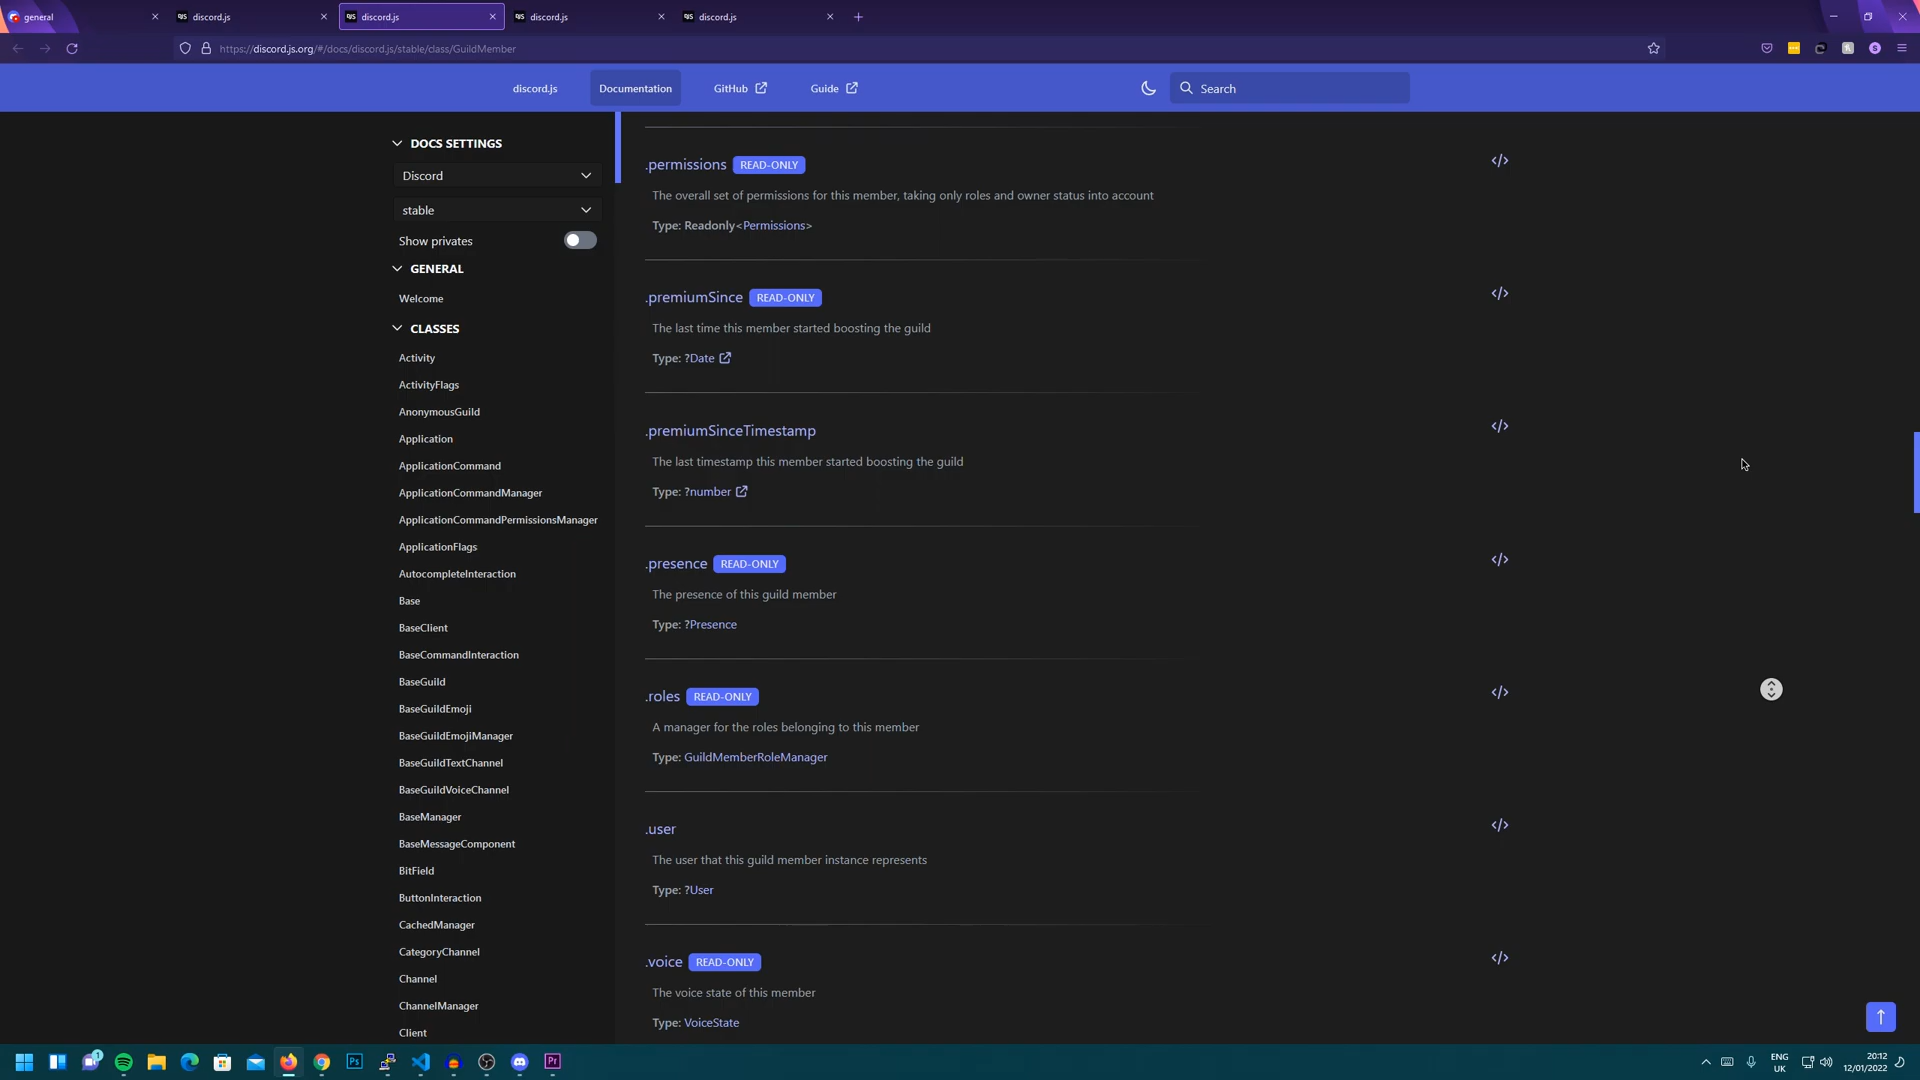 general
discord.js
discord.js
discord.js
discord.js
https://discord.js.org/#/docs/discord.js/stable/class/GuildMember
discord.js
Documentation
GitHub
Guide
Search
DOCS SETTINGS
Discord
stable
Show privates
GENERAL
Welcome
CLASSES
Activity
ActivityFlags
AnonymousGuild
Application
ApplicationCommand
ApplicationCommandManager
ApplicationCommandPermissionsManager
ApplicationFlags
AutocompleteInteraction
Base
BaseClient
BaseCommandInteraction
BaseGuild
BaseGuildEmoji
BaseGuildEmojiManager
BaseGuildTextChannel
BaseGuildVoiceChannel
BaseManager
BaseMessageComponent
BitField
ButtonInteraction
CachedManager
CategoryChannel
Channel
ChannelManager
Client
.permissions READ-ONLY
The overall set of permissions for this member, taking only roles and owner status into account
Type: Readonly<Permissions>
.premiumSince READ-ONLY
The last time this member started boosting the guild
Type: ?Date
.premiumSinceTimestamp
The last timestamp this member started boosting the guild
Type: ?number
.presence READ-ONLY
The presence of this guild member
Type: ?Presence
.roles READ-ONLY
A manager for the roles belonging to this member
Type: GuildMemberRoleManager
.user
The user that this guild member instance represents
Type: ?User
.voice READ-ONLY
The voice state of this member
Type: VoiceState
1
Ps
Pr
ENG
UK
20:12
12/01/2022